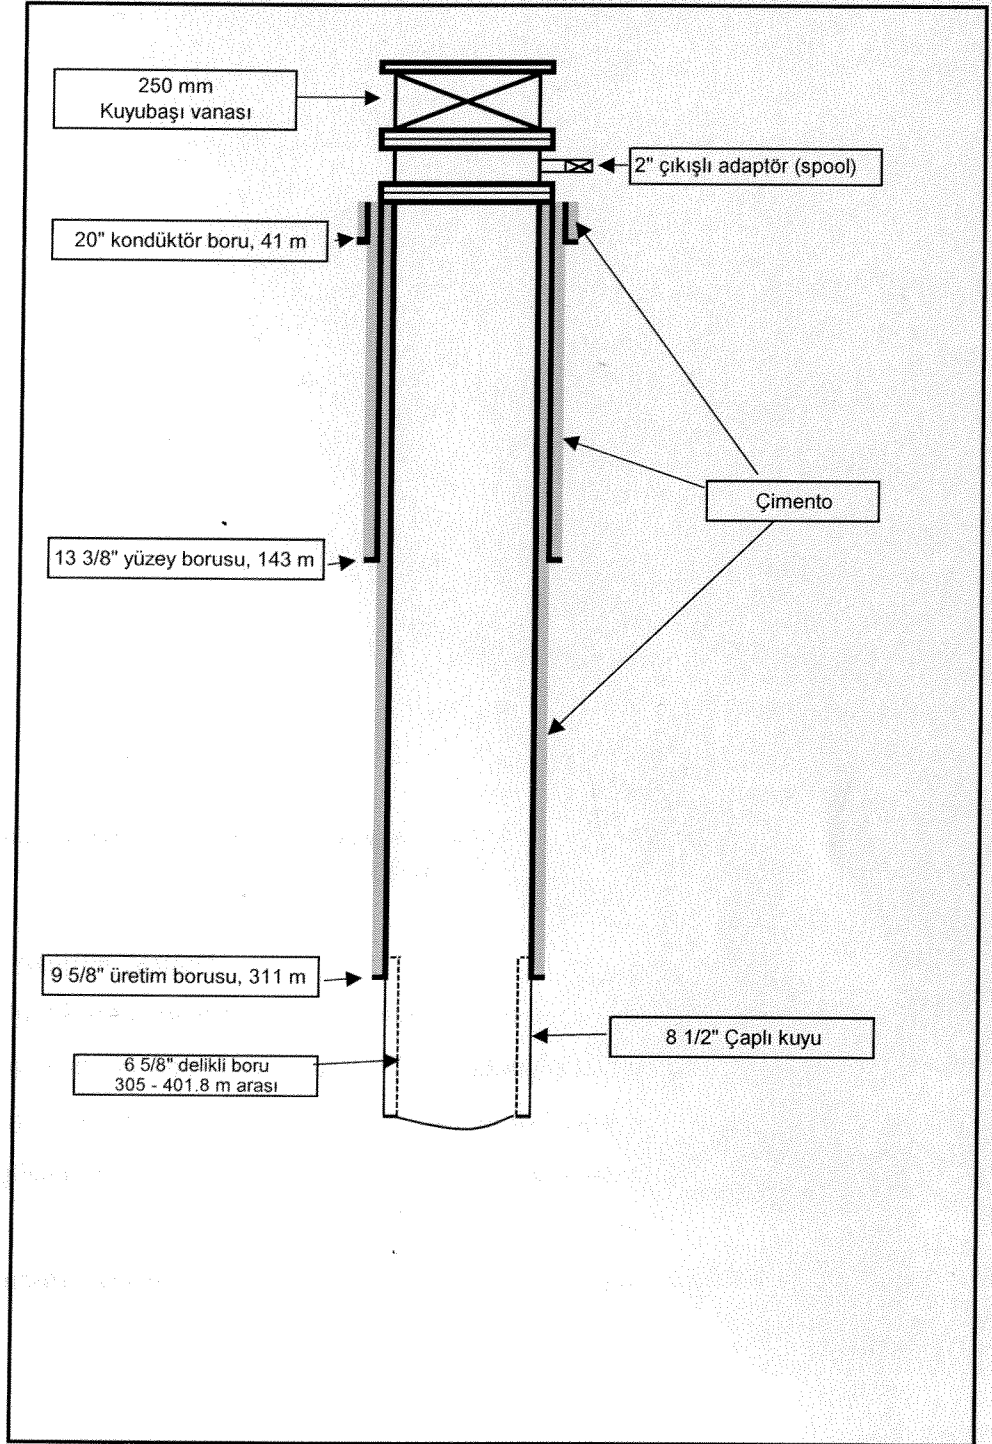 250 mm
Kuyubaşı vanası
2" çıkışlı adaptör (spool)
20" kondüktör boru, 41 m
Çimento
13 3/8" yüzey borusu, 143 m
9 5/8" üretim borusu, 311 m
8 1/2" Çaplı kuyu
6 5/8" delikli boru
305 - 401.8 m arası